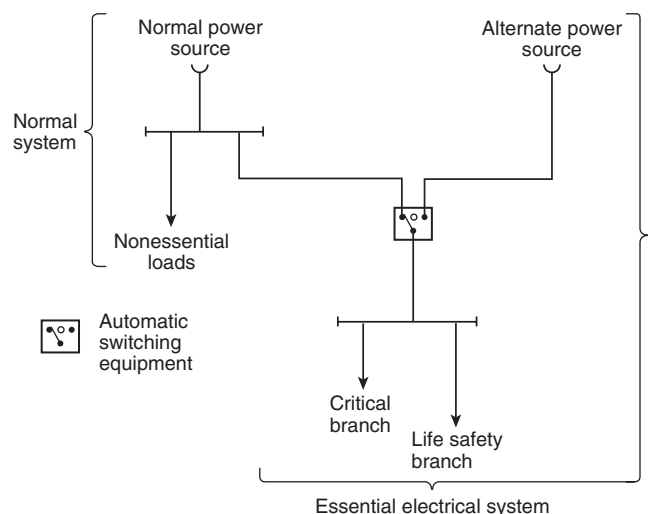 Normal power
source
Alternate power
source
Normal
system
Nonessential
loads
Automatic
switching
equipment
Critical
branch
Life safety
branch
Essential electrical system